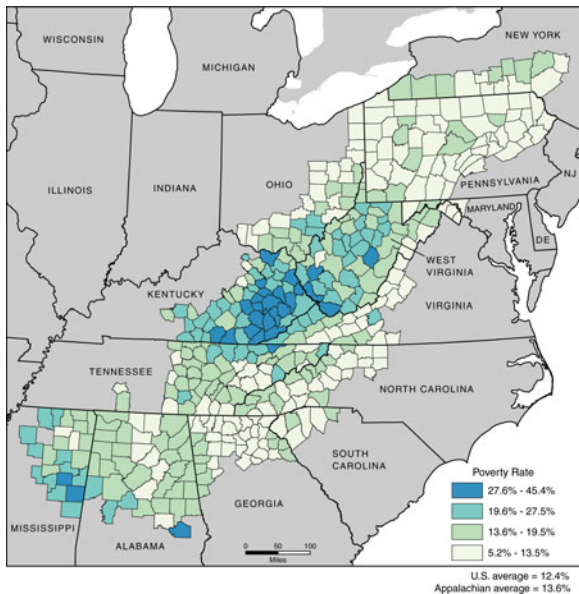 WISCONSIN
MICHIGAN
NEW YORK
ILLINOIS
INDIANA
OHIO
PENNSYLVANIA
NJ
MARYLAND
DE
WEST
VIRGINIA
VIRGINIA
KENTUCKY
TENNESSEE
NORTH CAROLINA
SOUTH
CAROLINA
GEORGIA
MISSISSIPPI
ALABAMA
0 50 100
Miles
Poverty Rate
27.6% - 45.4%
19.6% - 27.5%
13.6% - 19.5%
5.2% - 13.5%
U.S. average = 12.4%
Appalachian average = 13.6%